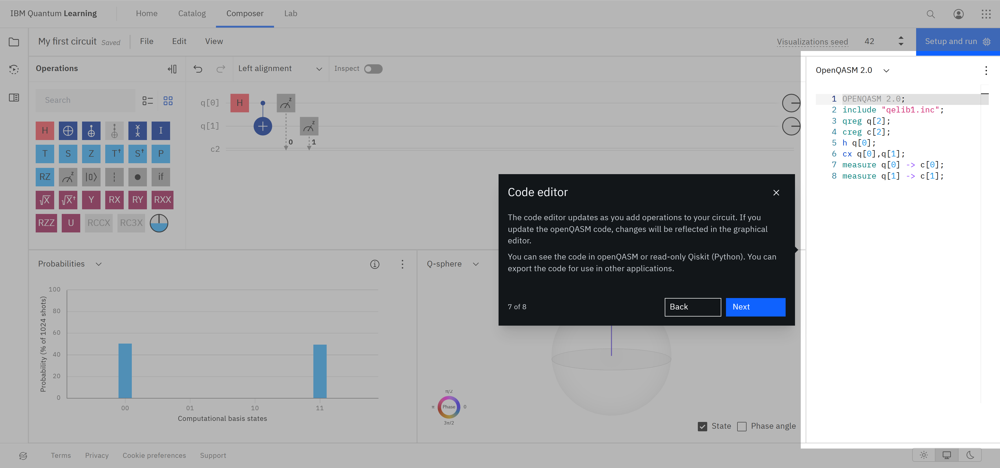 IBM Quantum Learning
Home Catalog Composer Lab
My first circuit Saved File Edit View
Visualizations seed 42 Setup and run
Operations
Left alignment
Inspect
Search
H I
T S Z T† S† P
RZ z |0⟩ if
√X √X† Y RX RY RXX
RZZ U RCCX RC3X
q[0] H z
q[1] z
0 1
c2
OpenQASM 2.0
1 OPENQASM 2.0;
2 include "qelib1.inc";
3 qreg q[2];
4 creg c[2];
5 h q[0];
6 cx q[0],q[1];
7 measure q[0] -> c[0];
8 measure q[1] -> c[1];
Code editor
The code editor updates as you add operations to your circuit. If you
update the openQASM code, changes will be reflected in the graphical
editor.
You can see the code in openQASM or read-only Qiskit (Python). You can
export the code for use in other applications.
7 of 8 Back Next
Probabilities
Probability (% of 1024 shots)
100
80
60
40
20
0
00 01 10 11
Computational basis states
Q-sphere
π/2
π Phase 0
3π/2
State Phase angle
Terms Privacy Cookie preferences Support